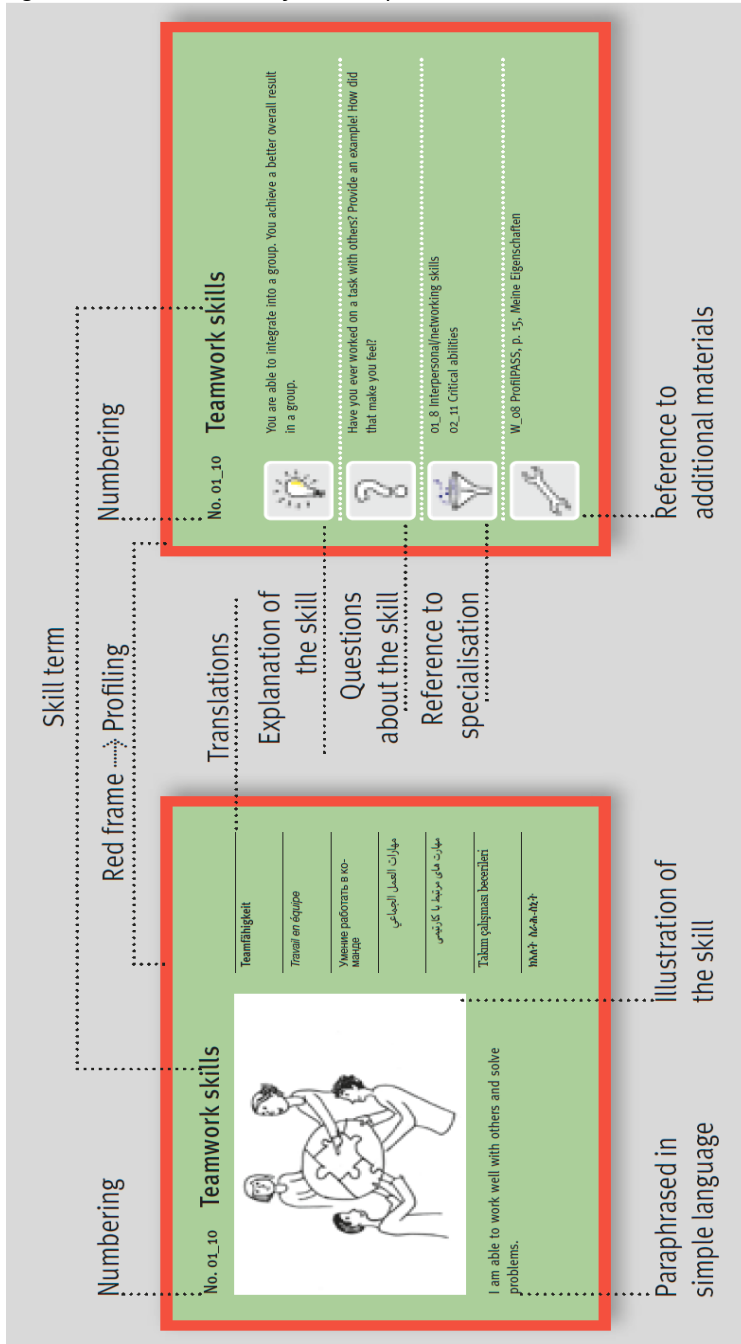 Skill term
Red frame ⋯> Profiling
Numbering
No. 01_10 Teamwork skills
I am able to work well with others and solve
problems.
Teamfähigkeit
Travail en équipe
Умение работать в ко-
манде
مهارات العمل الجماعي
مهارت های مرتبط با کارتیمی
Takım çalışması becerileri
Paraphrased in
simple language
Illustration of
the skill
Translations
Explanation of
the skill
Questions
about the skill
Reference to
specialisation
Numbering
No. 01_10 Teamwork skills
You are able to integrate into a group. You achieve a better overall result
in a group.
Have you ever worked on a task with others? Provide an example! How did
that make you feel?
01_8 Interpersonal/networking skills
02_11 Critical abilities
W_08 ProfilPASS, p. 15, Meine Eigenschaften
Reference to
additional materials